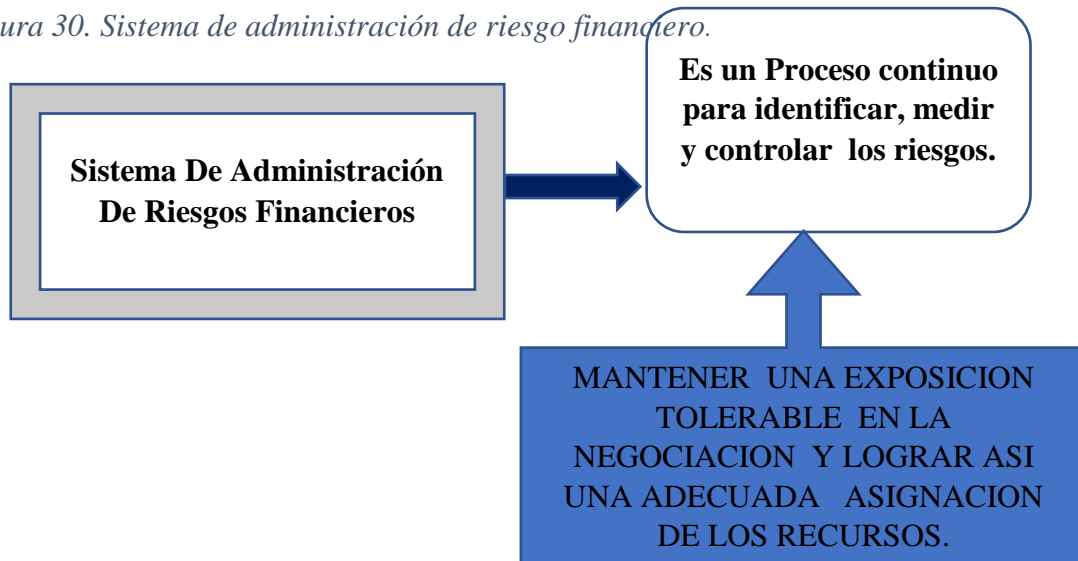 ura 30. Sistema de administración de riesgo financiero.
Es un Proceso continuo
para identificar, medir
y controlar los riesgos.
Sistema De Administración
De Riesgos Financieros
MANTENER UNA EXPOSICION
TOLERABLE EN LA
NEGOCIACION Y LOGRAR ASI
UNA ADECUADA ASIGNACION
DE LOS RECURSOS.